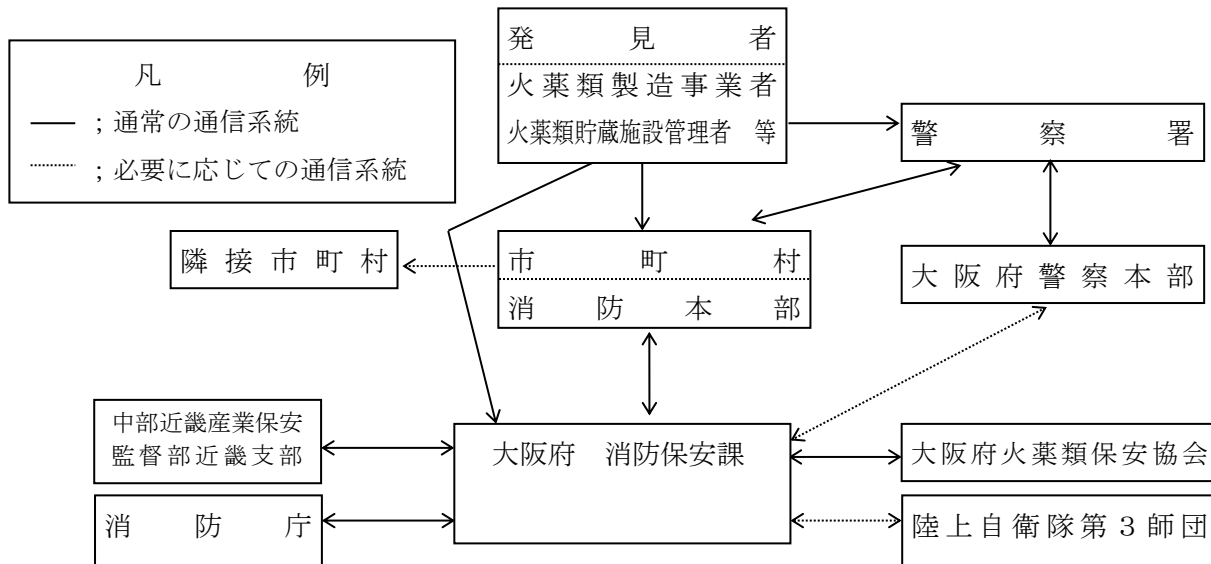 凡例
；通常の通信系統
；必要に応じての通信系統
発見者
火薬類製造事業者
火薬類貯蔵施設管理者　等
警察署
隣接市町村
市町村
消防本部
大阪府警察本部
中部近畿産業保安
監督部近畿支部
大阪府　消防保安課
大阪府火薬類保安協会
消防庁
陸上自衛隊第３師団